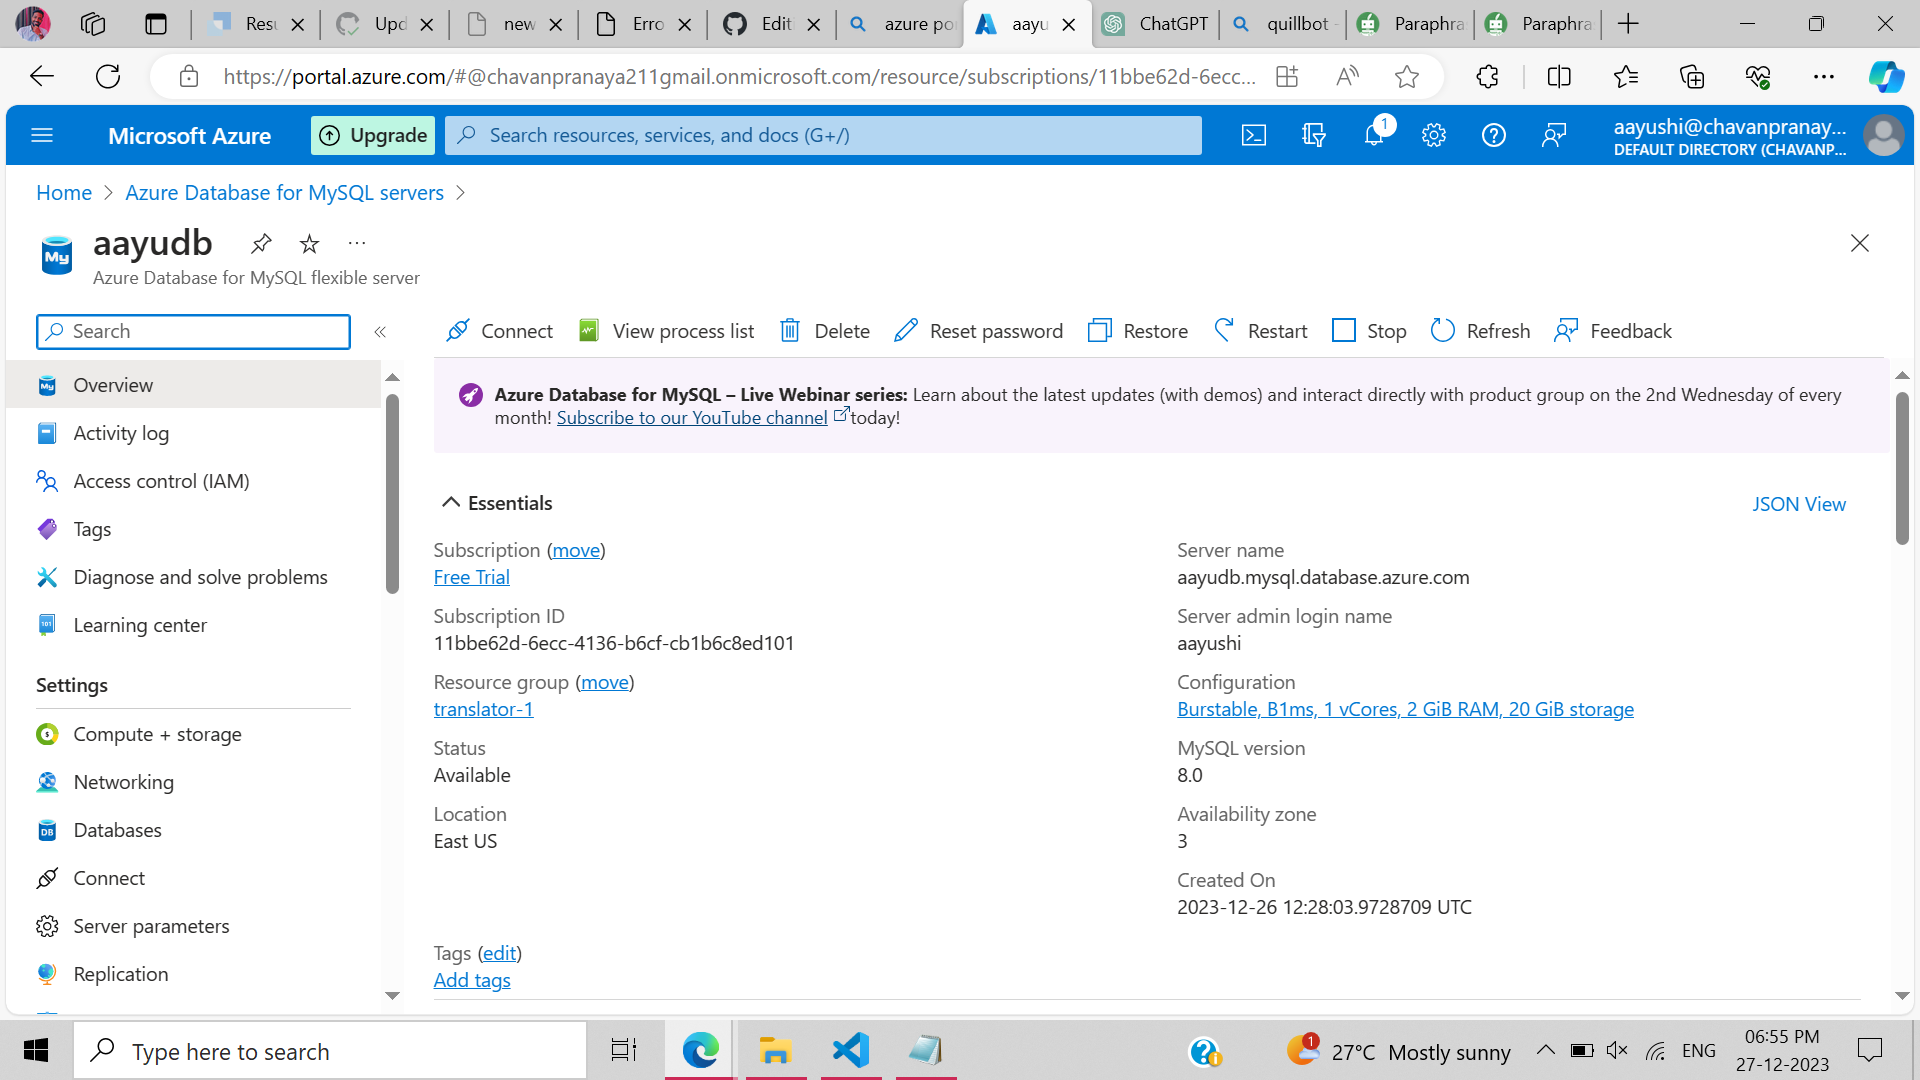 Resu
Upd
new
Erro
Editi
azure por
aayu
ChatGPT
quillbot -
Paraphras
Paraphras
https://portal.azure.com/#@chavanpranaya211gmail.onmicrosoft.com/resource/subscriptions/11bbe62d-6ecc...
Microsoft Azure
Upgrade
Search resources, services, and docs (G+/)
1
aayushi@chavanpranay...
DEFAULT DIRECTORY (CHAVANP...
Home > Azure Database for MySQL servers >
My
aayudb
...
Azure Database for MySQL flexible server
Search
«
Connect
View process list
Delete
Reset password
Restore
Restart
Stop
Refresh
Feedback
Overview
Activity log
Access control (IAM)
Tags
Diagnose and solve problems
Learning center
Settings
Compute + storage
Networking
Databases
Connect
Server parameters
Replication
Azure Database for MySQL – Live Webinar series: Learn about the latest updates (with demos) and interact directly with product group on the 2nd Wednesday of every
month! Subscribe to our YouTube channel today!
Essentials
JSON View
Subscription (move)
Free Trial
Subscription ID
11bbe62d-6ecc-4136-b6cf-cb1b6c8ed101
Resource group (move)
translator-1
Status
Available
Location
East US
Server name
aayudb.mysql.database.azure.com
Server admin login name
aayushi
Configuration
Burstable, B1ms, 1 vCores, 2 GiB RAM, 20 GiB storage
MySQL version
8.0
Availability zone
3
Created On
2023-12-26 12:28:03.9728709 UTC
Tags (edit)
Add tags
Type here to search
1
27°C Mostly sunny
ENG
06:55 PM
27-12-2023